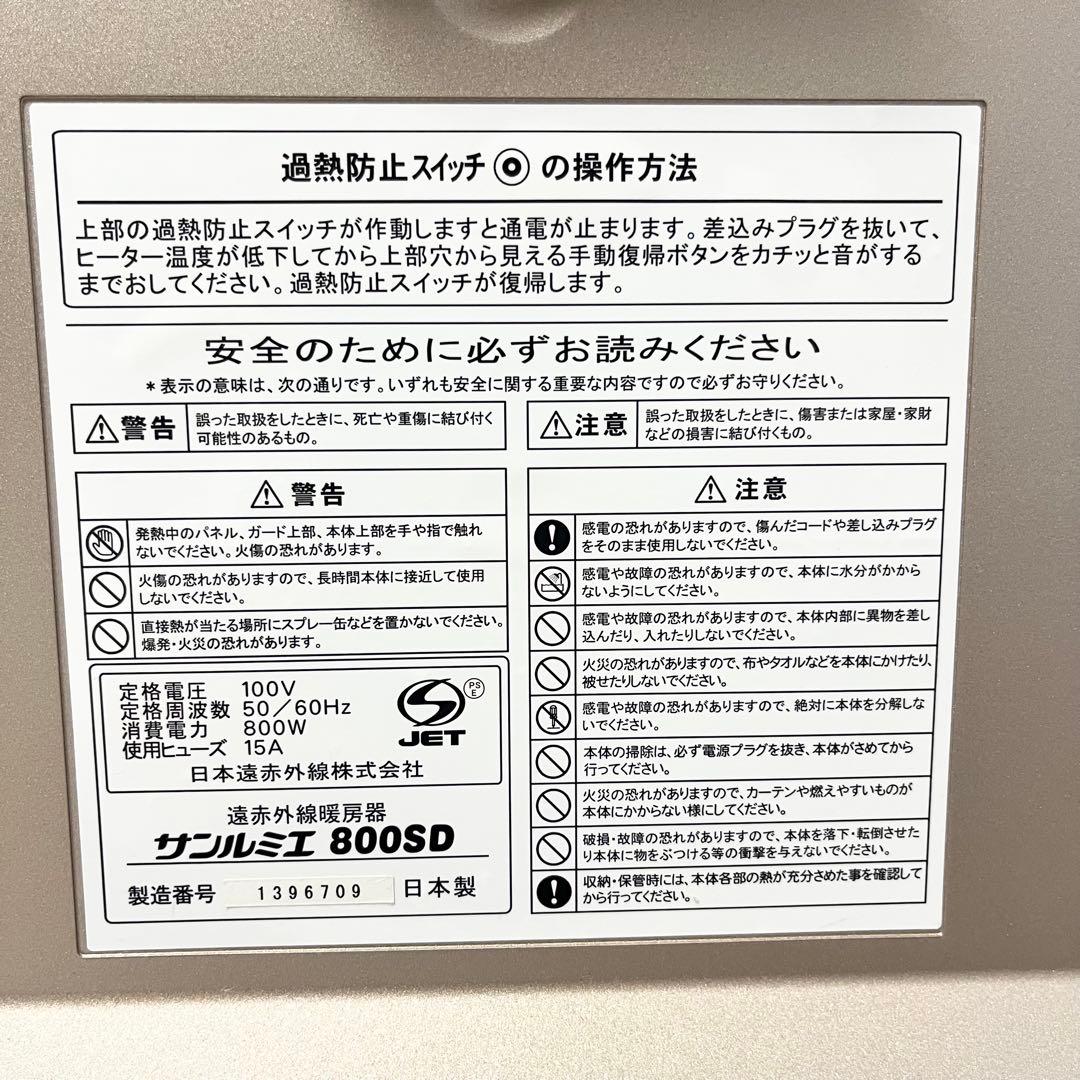 過熱防止スイッチ◎の操作方法
上部の過熱防止スイッチが作動しますと通電が止まります。差込みプラグを抜いて、
ヒーター温度が低下してから上部穴から見える手動復帰ボタンをカチッと音がする
までおしてください。過熱防止スイッチが復帰します。
安全のために必ずお読みください
*表示の意味は、次の通りです。いずれも安全に関する重要な内容ですので必ずお守りください。
警告
誤った取扱をしたときに、死亡や重傷に結び付く
可能性のあるもの。
注意
誤った取扱をしたときに、傷害または家屋・家財
などの損害に結び付くもの。
警告
発熱中のパネル、ガード上部、本体上部を手や指で触れ
ないでください。火傷の恐れがあります。
火傷の恐れがありますので、長時間本体に接近して使用
しないでください。
直接熱が当たる場所にスプレー缶などを置かないでください。
爆発・火災の恐れがあります。
定格電圧 100V
定格周波数 50/60Hz
消費電力 800W
使用ヒューズ 15A
PS
E
JET
日本遠赤外線株式会社
遠赤外線暖房器
サンルミエ 800SD
製造番号 1396709 日本製
注意
感電の恐れがありますので、傷んだコードや差し込みプラグ
をそのまま使用しないでください。
感電や故障の恐れがありますので、本体に水分がかから
ないようにしてください。
感電や故障の恐れがありますので、本体内部に異物を差し
込んだり、入れたりしないでください。
火災の恐れがありますので、布やタオルなどを本体にかけたり、
被せたりしないでください。
感電や故障の恐れがありますので、絶対に本体を分解しな
いでください。
本体の掃除は、必ず電源プラグを抜き、本体がさめてから
行ってください。
火災の恐れがありますので、カーテンや燃えやすいものが
本体にかからない様にしてください。
破損・故障の恐れがありますので、本体を落下・転倒させた
り本体に物をぶつける等の衝撃を与えないでください。
収納・保管時には、本体各部の熱が充分さめた事を確認して
から行ってください。